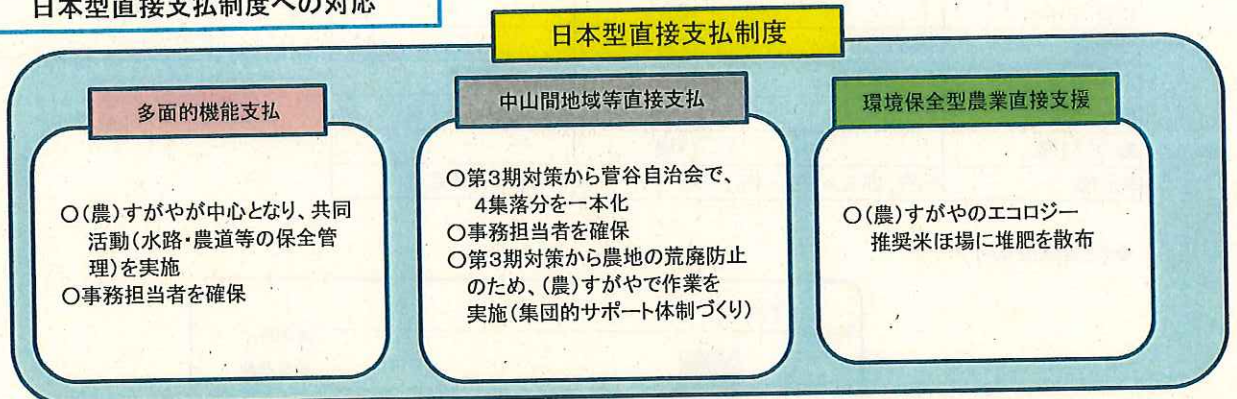 日本型直接支払制度への対応
日本型直接支払制度
多面的機能支払
○(農)すがやが中心となり、共同
活動(水路・農道等の保全管
理)を実施
○事務担当者を確保
中山間地域等直接支払
○第3期対策から菅谷自治会で、
4集落分を一本化
○事務担当者を確保
○第3期対策から農地の荒廃防止
のため、(農)すがやで作業を
実施(集団的サポート体制づくり)
環境保全型農業直接支援
○(農)すがやのエコロジー
推奨米ほ場に堆肥を散布